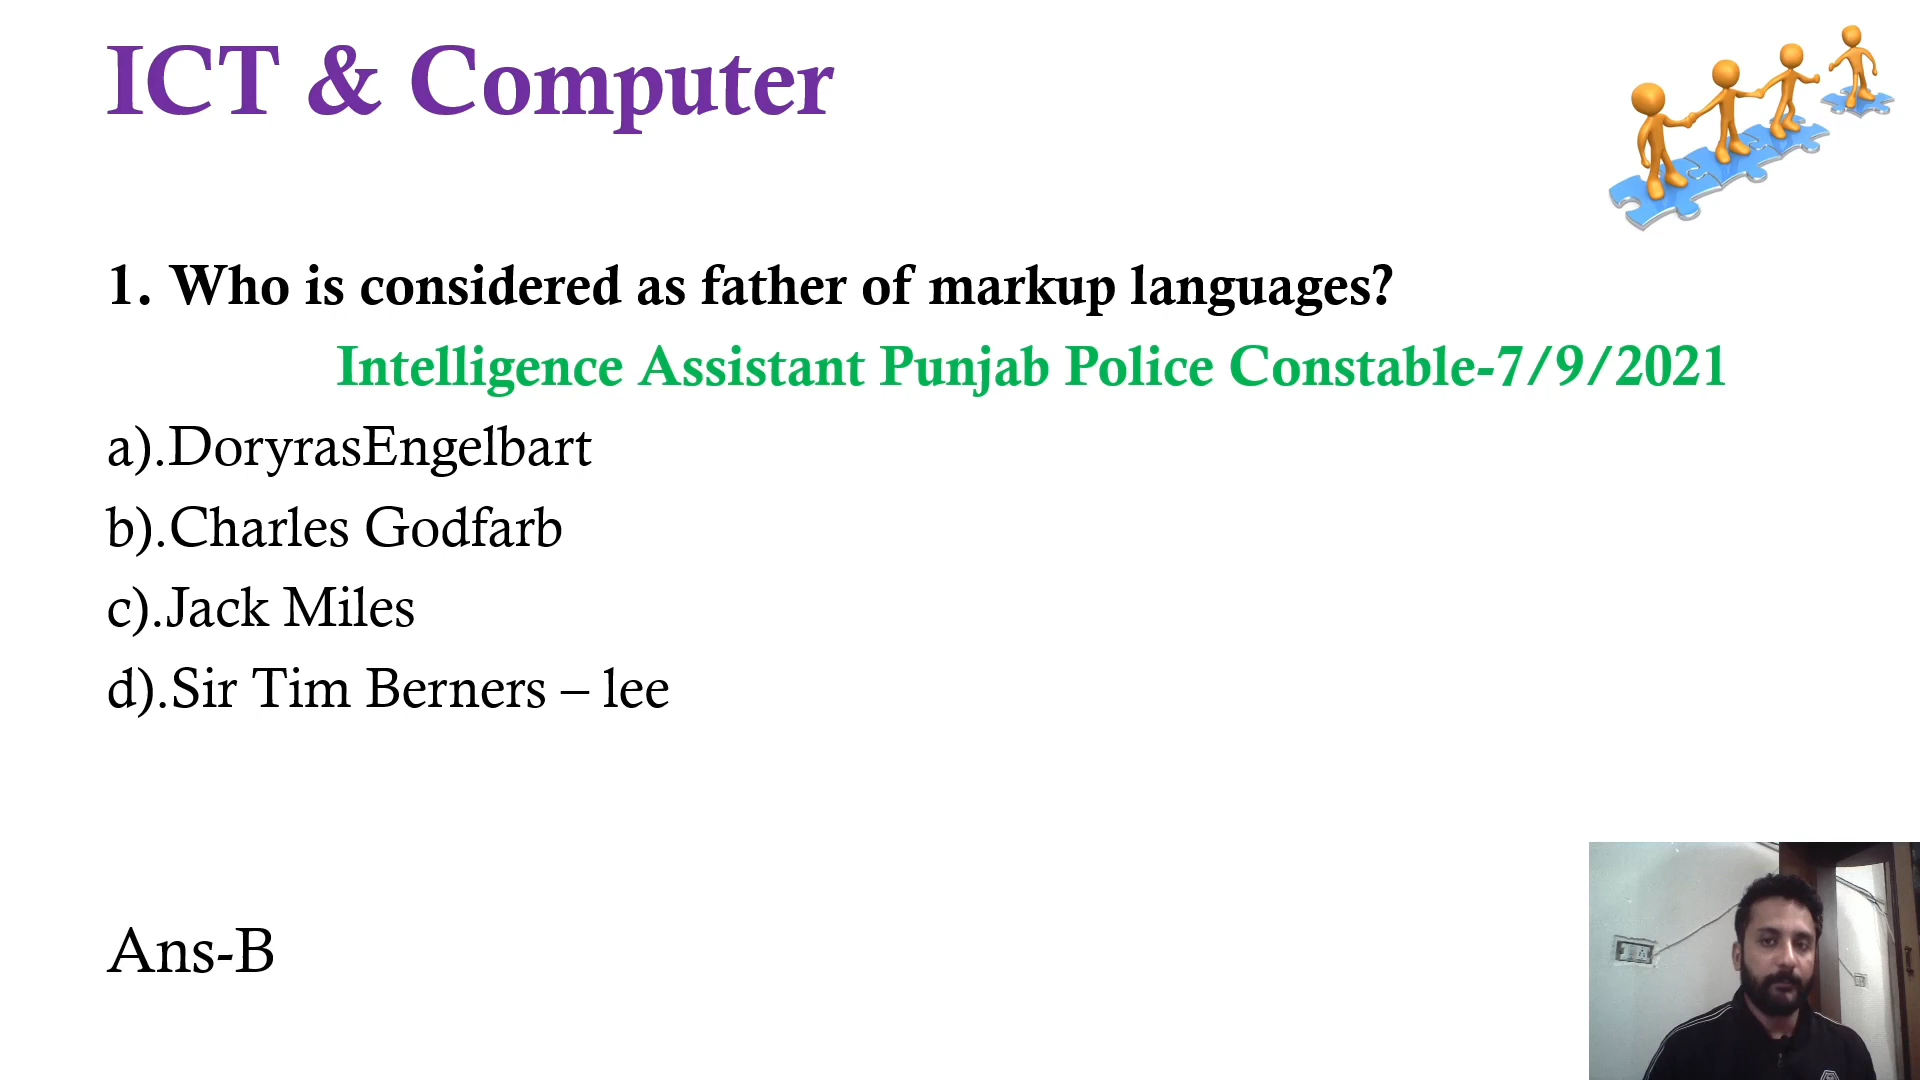 ICT & Computer
1. Who is considered as father of markup languages?
Intelligence Assistant Punjab Police Constable-7/9/2021
a).DoryrasEngelbart
b).Charles Godfarb
c).Jack Miles
d).Sir Tim Berners – lee
Ans-B